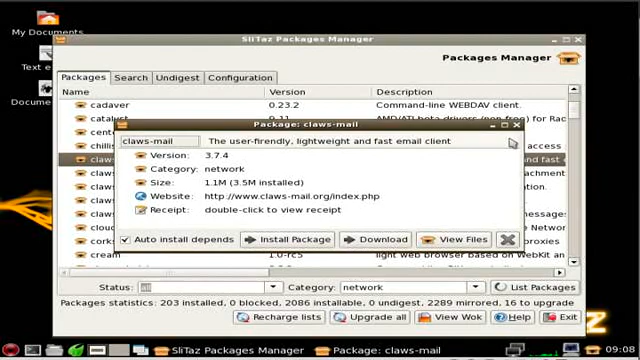 SliTaz Packages Manager
My Documents
Packages Manager
Text e
Packages Search Undigest Configuration
Name Version Description
Docume
cadaver 0.23.2 Command-line WEBDAV client.
Package: claws-mail
claws-mail The user-firendly, lightweight and fast email client
Version: 3.7.4
Category: network
Size: 1.1M (3.5M installed)
Website: http://www.claws-mail.org/index.php
Receipt: double-click to view receipt
Auto install depends Install Package Download View Files
cream 1.0-rc5 light web browser based on WebKit an
Status: all Category: network List Packages
Packages statistics: 203 installed, 0 blocked, 2086 installable, 0 undigest, 2289 mirrored, 16 to upgrade
Recharge lists Upgrade all View Wok Help Exit
SliTaz Packages Manager Package: claws-mail 09:08